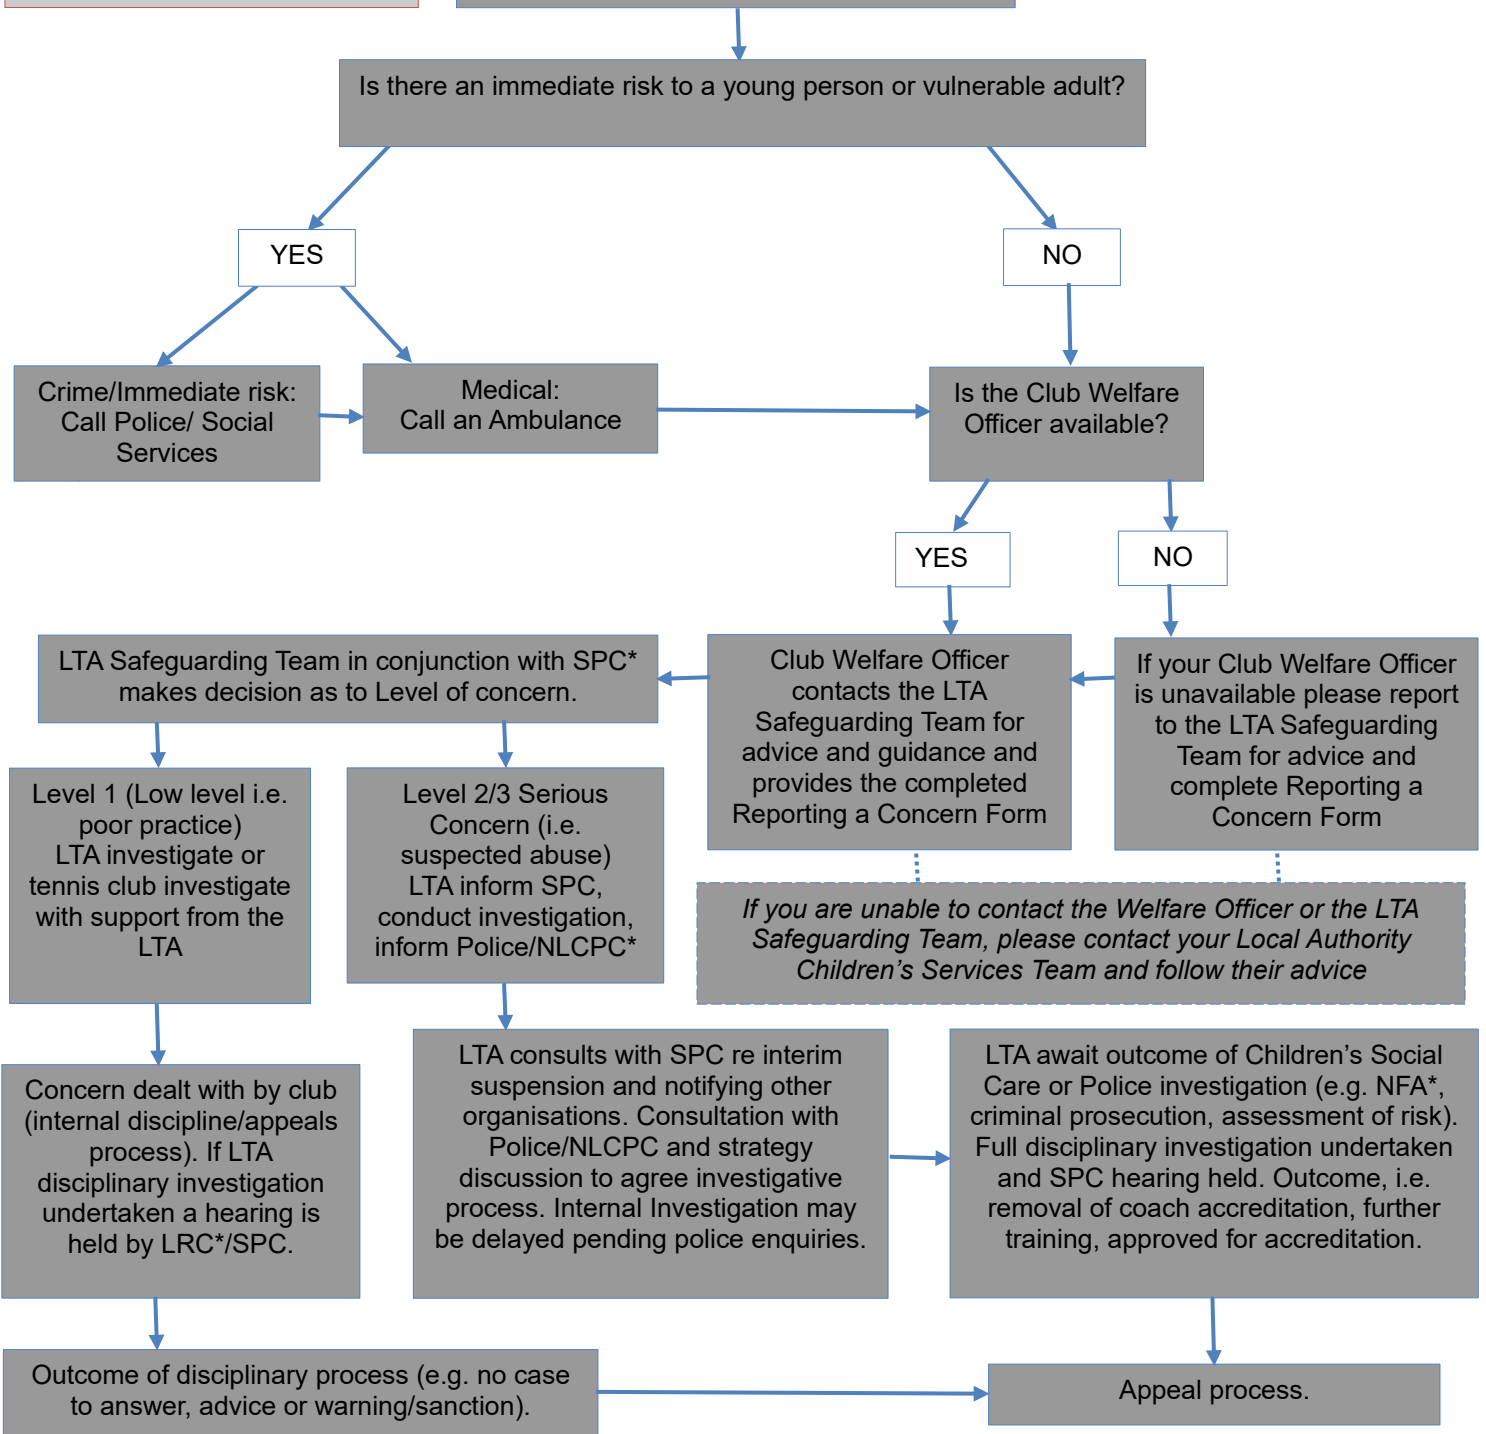 Is there an immediate risk to a young person or vulnerable adult?
YES
NO
Crime/Immediate risk:
Call Police/ Social
Services
Medical:
Call an Ambulance
Is the Club Welfare
Officer available?
YES
NO
LTA Safeguarding Team in conjunction with SPC*
makes decision as to Level of concern.
Club Welfare Officer
contacts the LTA
Safeguarding Team for
advice and guidance and
provides the completed
Reporting a Concern Form
If your Club Welfare Officer
is unavailable please report
to the LTA Safeguarding
Team for advice and
complete Reporting a
Concern Form
Level 1 (Low level i.e.
poor practice)
LTA investigate or
tennis club investigate
with support from the
LTA
Level 2/3 Serious
Concern (i.e.
suspected abuse)
LTA inform SPC,
conduct investigation,
inform Police/NLCPC*
If you are unable to contact the Welfare Officer or the LTA
Safeguarding Team, please contact your Local Authority
Children’s Services Team and follow their advice
Concern dealt with by club
(internal discipline/appeals
process). If LTA
disciplinary investigation
undertaken a hearing is
held by LRC*/SPC.
LTA consults with SPC re interim
suspension and notifying other
organisations. Consultation with
Police/NLCPC and strategy
discussion to agree investigative
process. Internal Investigation may
be delayed pending police enquiries.
LTA await outcome of Children’s Social
Care or Police investigation (e.g. NFA*,
criminal prosecution, assessment of risk).
Full disciplinary investigation undertaken
and SPC hearing held. Outcome, i.e.
removal of coach accreditation, further
training, approved for accreditation.
Outcome of disciplinary process (e.g. no case
to answer, advice or warning/sanction).
Appeal process.